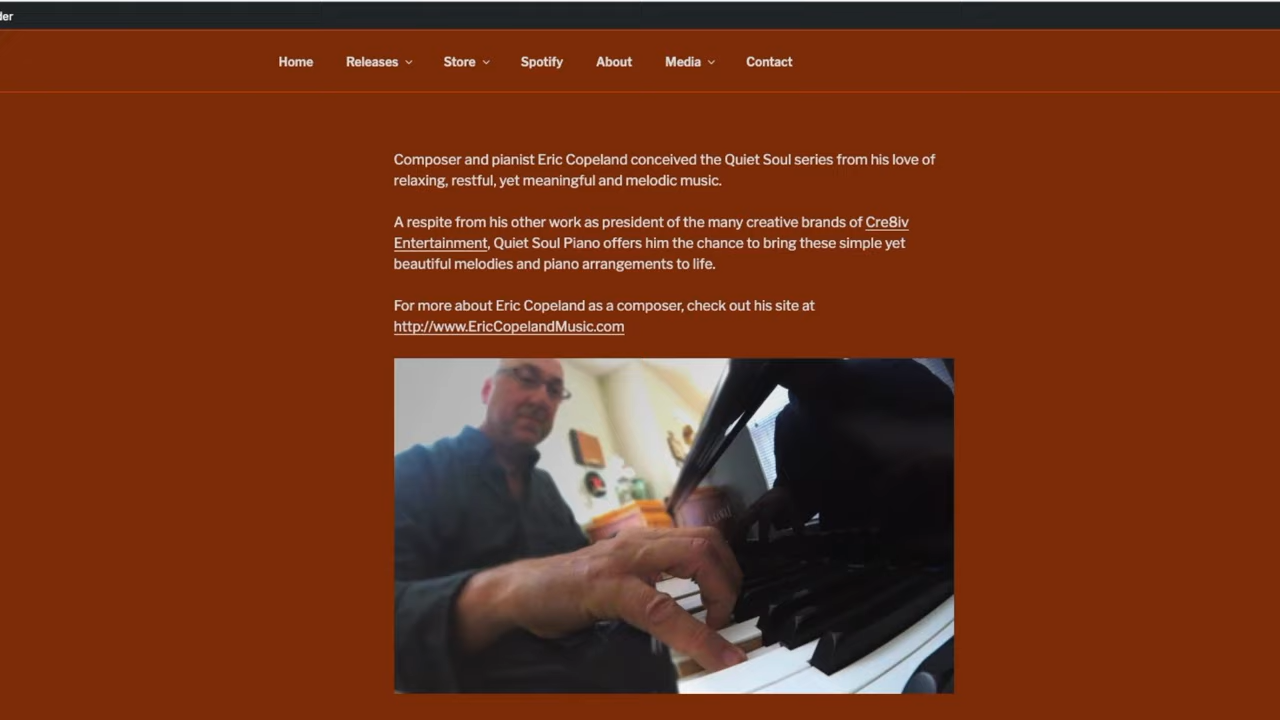 der
Home Releases Store Spotify About Media Contact
Composer and pianist Eric Copeland conceived the Quiet Soul series from his love of
relaxing, restful, yet meaningful and melodic music.
A respite from his other work as president of the many creative brands of Cre8iv
Entertainment, Quiet Soul Piano offers him the chance to bring these simple yet
beautiful melodies and piano arrangements to life.
For more about Eric Copeland as a composer, check out his site at
http://www.EricCopelandMusic.com